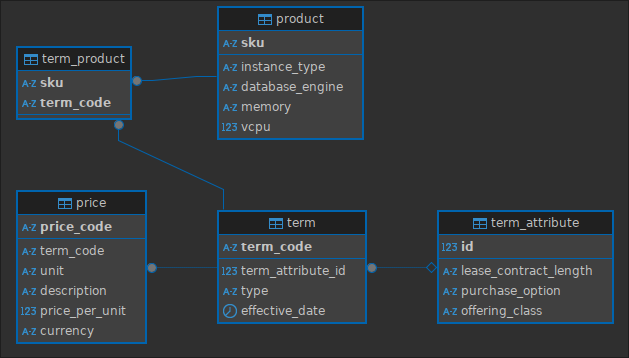 product
A-Z sku
A-Z instance_type
A-Z database_engine
A-Z memory
123 vcpu
term_product
A-Z sku
A-Z term_code
price
A-Z price_code
A-Z term_code
A-Z unit
A-Z description
123 price_per_unit
A-Z currency
term
A-Z term_code
123 term_attribute_id
A-Z type
effective_date
term_attribute
123 id
A-Z lease_contract_length
A-Z purchase_option
A-Z offering_class